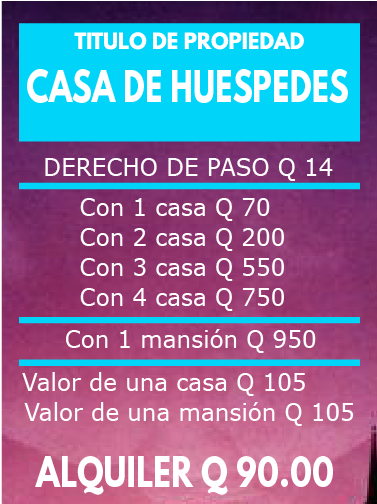 TITULO DE PROPIEDAD
CASA DE HUESPEDES
DERECHO DE PASO Q 14
Con 1 casa Q 70
Con 2 casa Q 200
Con 3 casa Q 550
Con 4 casa Q 750
Con 1 mansión Q 950
Valor de una casa Q 105
Valor de una mansión Q 105
ALQUILER Q 90.00